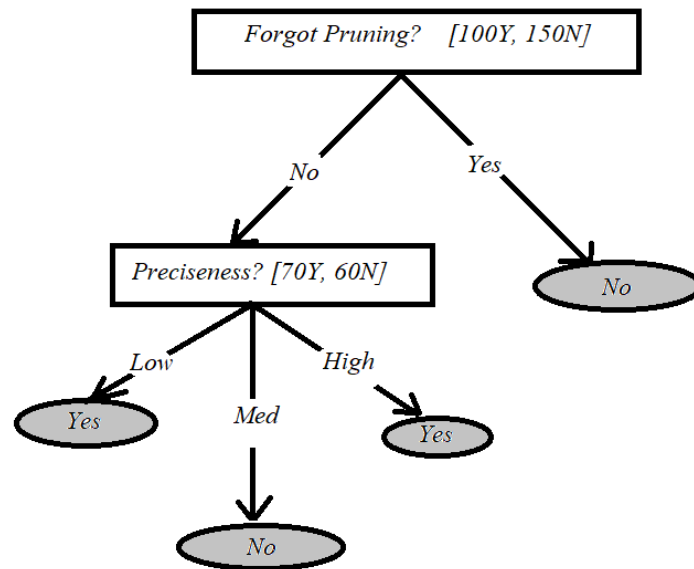 Forgot Pruning? [100Y, 150N]
No
Yes
Preciseness? [70Y, 60N]
No
Low
High
Med
Yes
Yes
No